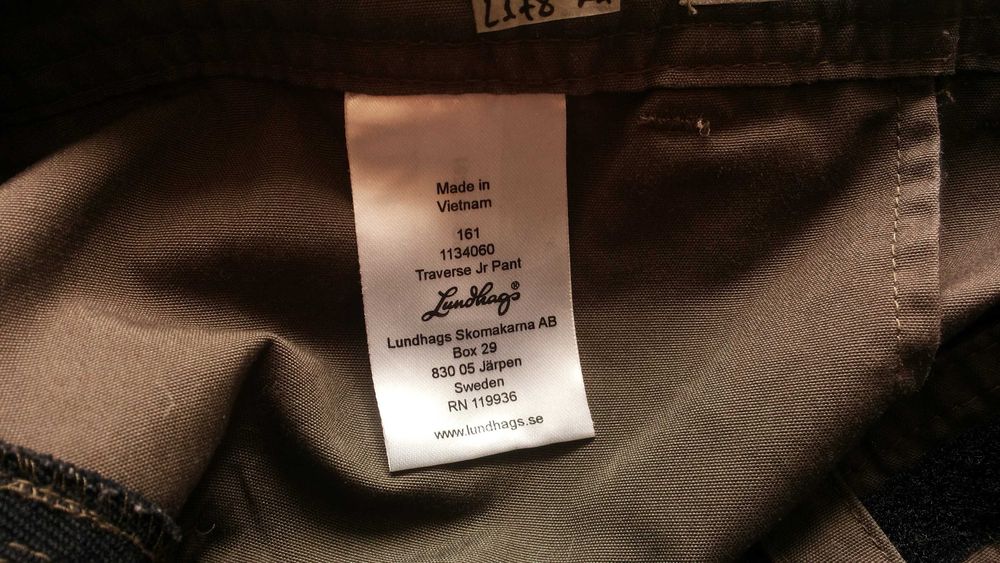 Made in
Vietnam
161
1134060
Traverse Jr Pant
Lundhags®
Lundhags Skomakarna AB
Box 29
830 05 Järpen
Sweden
RN 119936
www.lundhags.se